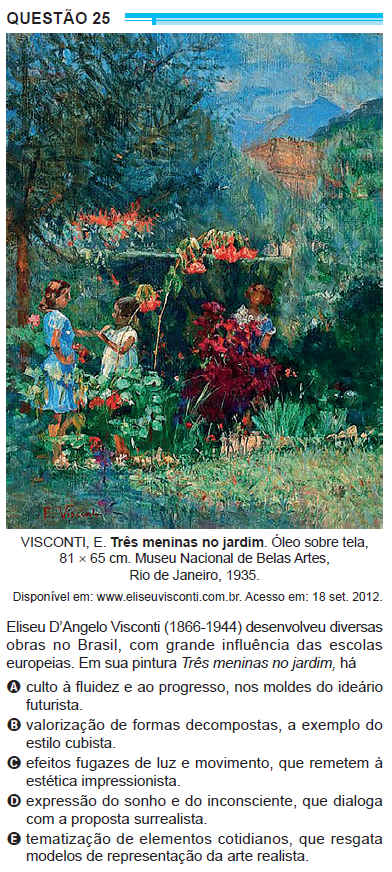 QUESTÃO 25
E. Visconti
VISCONTI, E. Três meninas no jardim. Óleo sobre tela,
81 × 65 cm. Museu Nacional de Belas Artes,
Rio de Janeiro, 1935.
Disponível em: www.eliseuvisconti.com.br. Acesso em: 18 set. 2012.
Eliseu D’Angelo Visconti (1866-1944) desenvolveu diversas
obras no Brasil, com grande influência das escolas
europeias. Em sua pintura Três meninas no jardim, há
A culto à fluidez e ao progresso, nos moldes do ideário
futurista.
B valorização de formas decompostas, a exemplo do
estilo cubista.
C efeitos fugazes de luz e movimento, que remetem à
estética impressionista.
D expressão do sonho e do inconsciente, que dialoga
com a proposta surrealista.
E tematização de elementos cotidianos, que resgata
modelos de representação da arte realista.